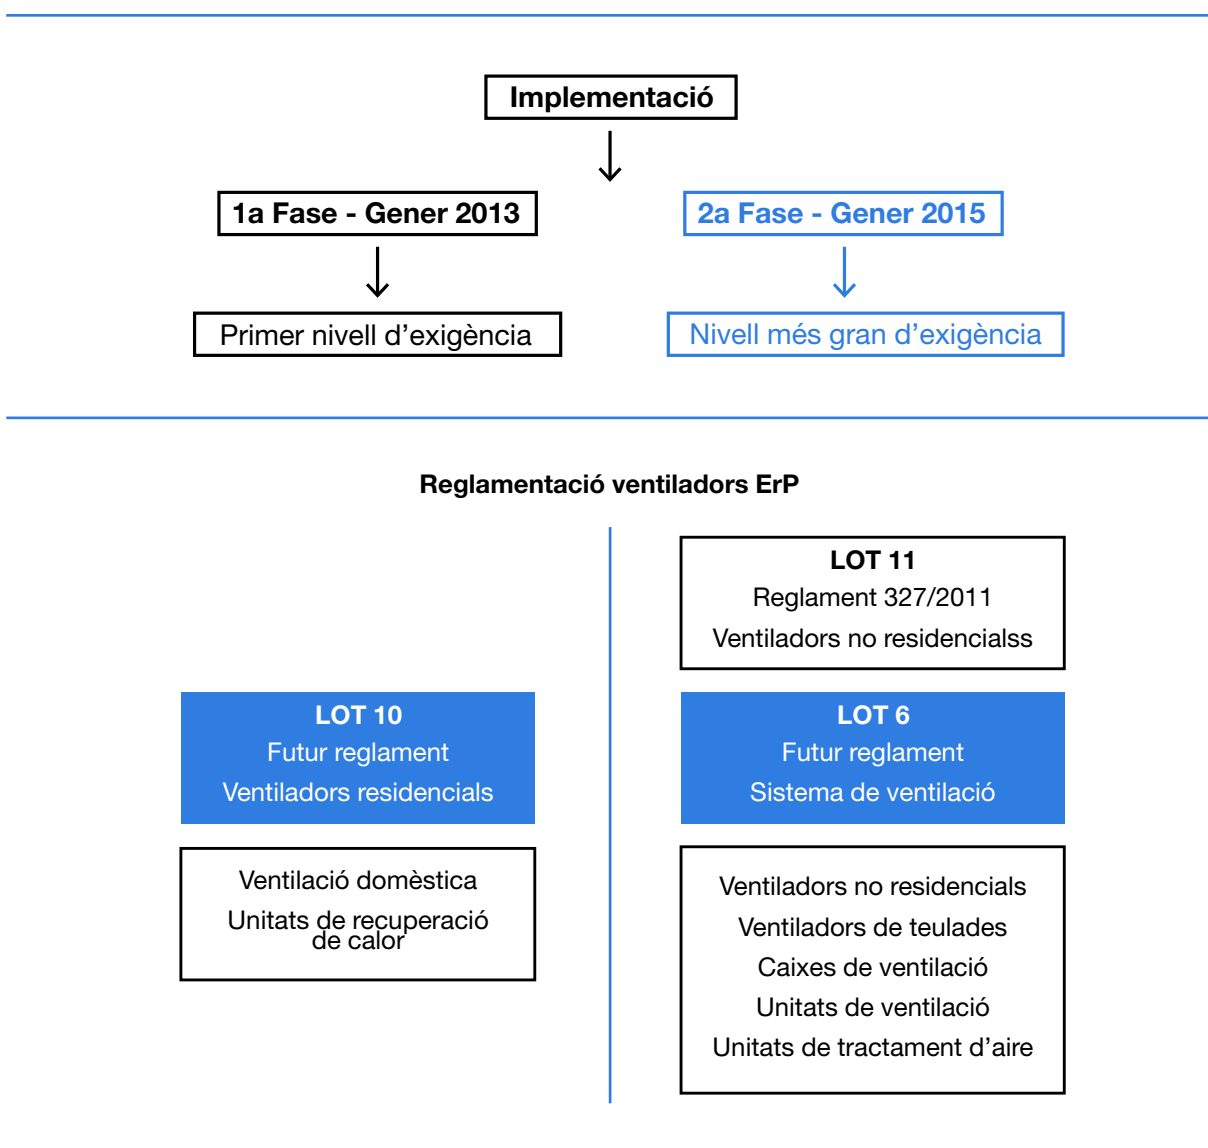 Implementació
1a Fase - Gener 2013
2a Fase - Gener 2015
Primer nivell d’exigència
Nivell més gran d’exigència
Reglamentació ventiladors ErP
LOT 11
Reglament 327/2011
Ventiladors no residencialss
LOT 10
Futur reglament
Ventiladors residencials
LOT 6
Futur reglament
Sistema de ventilació
Ventilació domèstica
Unitats de recuperació
de calor
Ventiladors no residencials
Ventiladors de teulades
Caixes de ventilació
Unitats de ventilació
Unitats de tractament d’aire